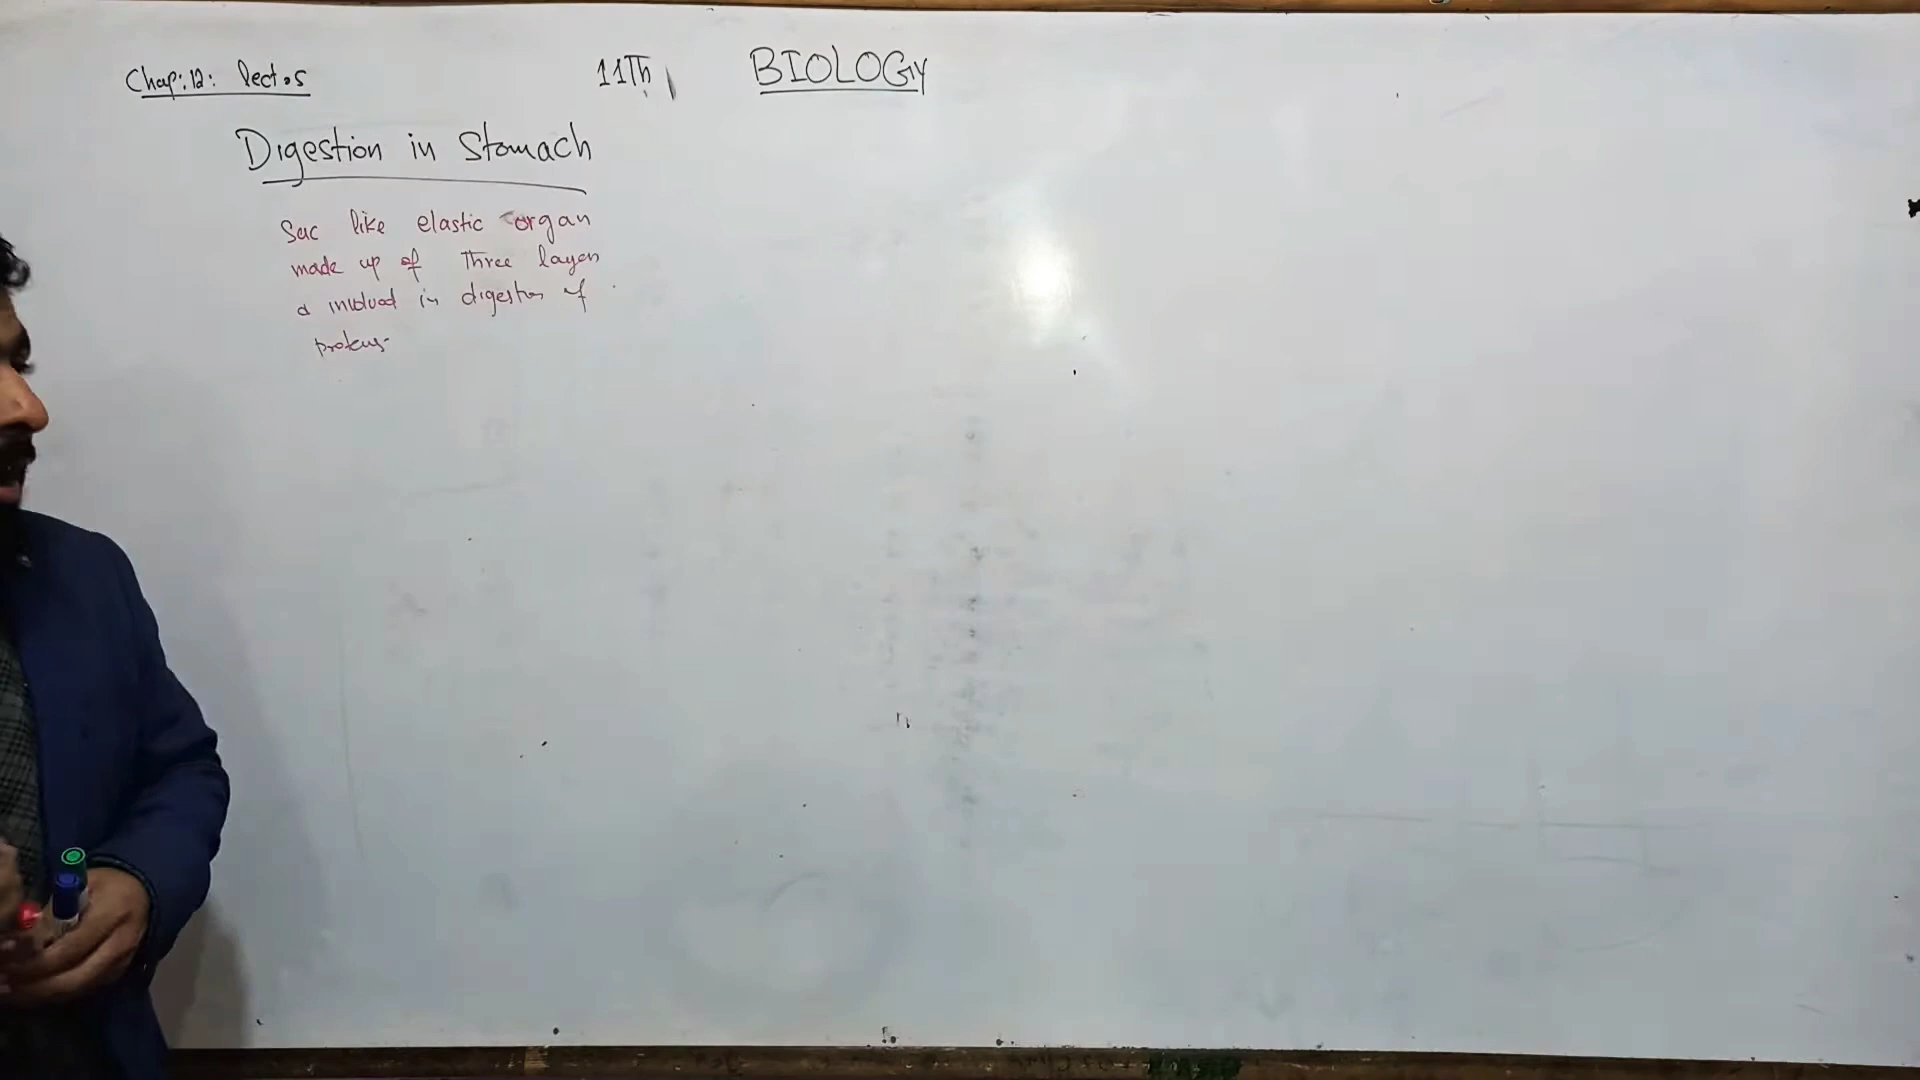 Chap:12: lect.5
11Th
BIOLOGY
Digestion in Stomach
Sac like elastic organ
made up of Three layers
& involved in digestion of
proteins.